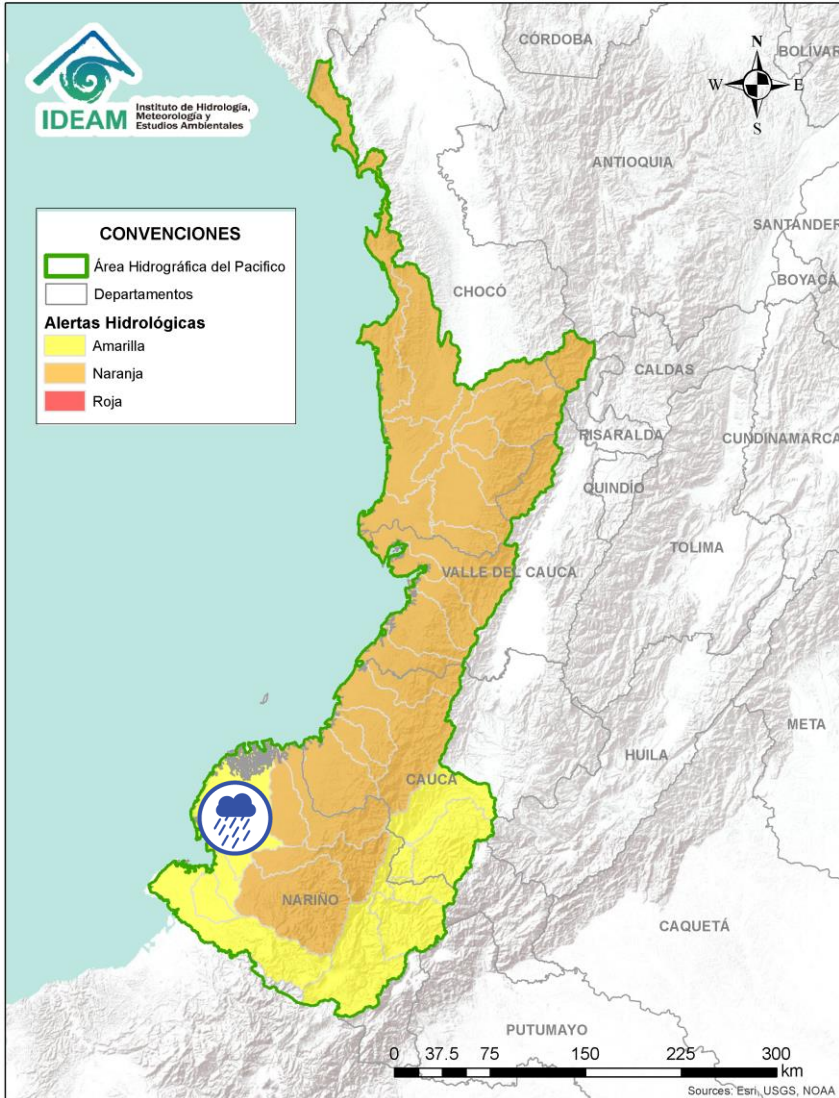 IDEAM
Instituto de Hidrología,
Meteorología y
Estudios Ambientales
CÓRDOBA
BOLÍVAR
N
W
E
S
ANTIOQUIA
SANTANDER
BOYACÁ
CONVENCIONES
Área Hidrográfica del Pacifico
Departamentos
Alertas Hidrológicas
Amarilla
Naranja
Roja
CHOCÓ
CALDAS
RISARALDA
CUNDINAMARCA
QUINDÍO
TOLIMA
VALLE DEL CAUCA
META
HUILA
CAUCA
NARIÑO
CAQUETÁ
PUTUMAYO
0 37.5 75 150 225 300
km
Sources: Esri, USGS, NOAA